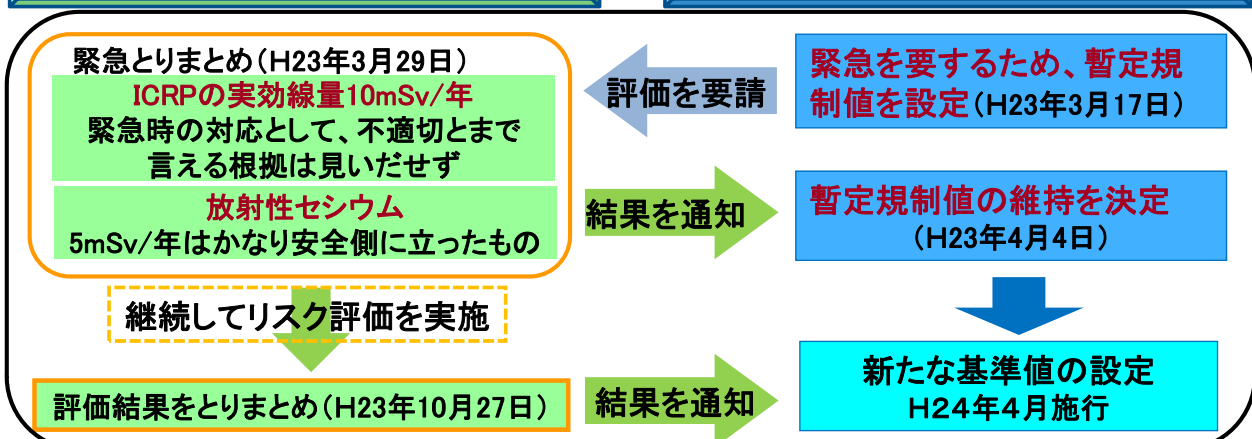 緊急を要するため、暫定規
制値を設定(H23年3月17日)
評価を要請
緊急とりまとめ(H23年3月29日)
ICRPの実効線量10mSv/年
緊急時の対応として、不適切とまで
言える根拠は見いだせず
放射性セシウム
5mSv/年はかなり安全側に立ったもの
結果を通知
暫定規制値の維持を決定
(H23年4月4日)
継続してリスク評価を実施
評価結果をとりまとめ(H23年10月27日)
結果を通知
新たな基準値の設定
H24年4月施行